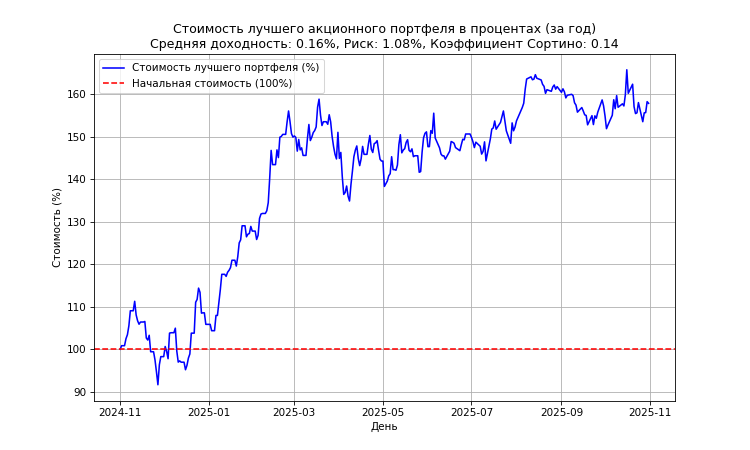 Стоимость лучшего акционного портфеля в процентах (за год)
Средняя доходность: 0.16%, Риск: 1.08%, Коэффициент Сортино: 0.14
Стоимость лучшего портфеля (%)
Начальная стоимость (100%)
Стоимость (%)
160
150
140
130
120
110
100
90
2024-11
2025-01
2025-03
2025-05
2025-07
2025-09
2025-11
День